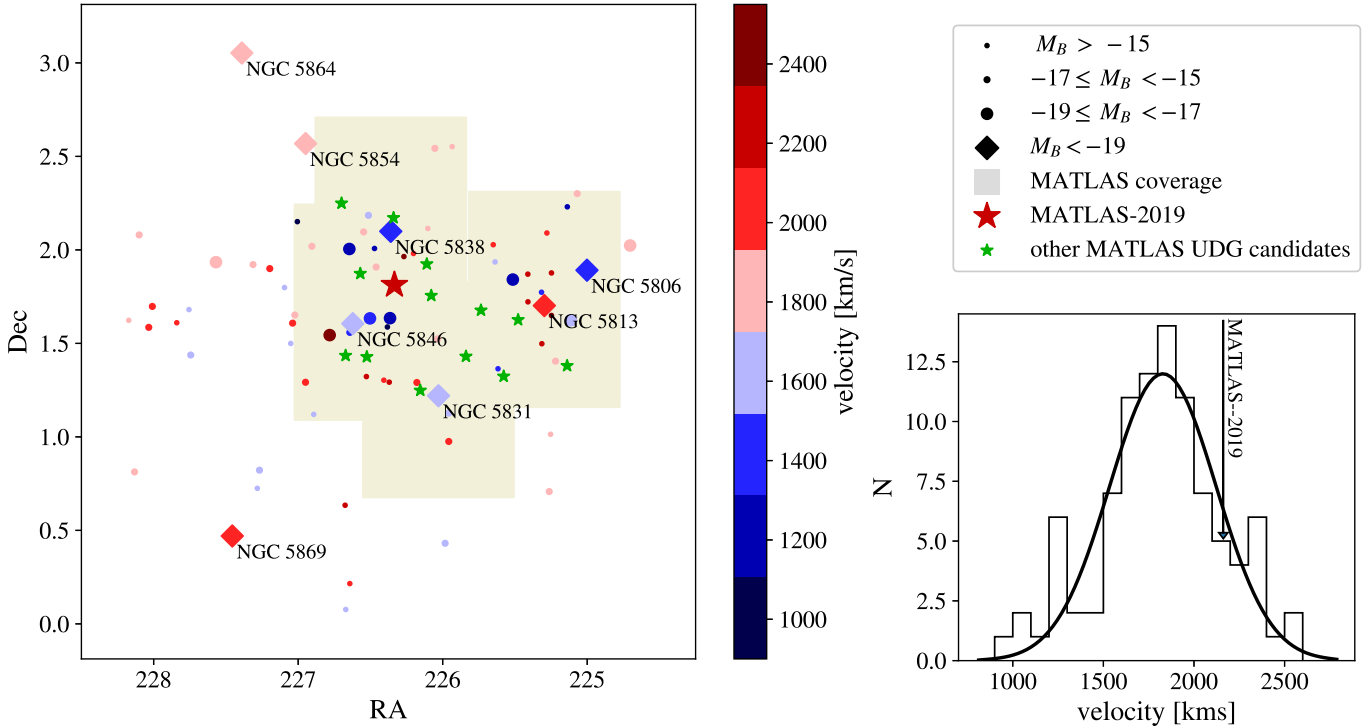 3.0
2.5
2.0
1.5
1.0
0.5
0.0
Dec
228
227
226
225
RA
NGC 5864
NGC 5854
NGC 5838
NGC 5806
NGC 5813
NGC 5846
NGC 5831
NGC 5869
2400
2200
2000
1800
1600
1400
1200
1000
velocity [km/s]
M_B > −15
−17 ≤ M_B < −15
−19 ≤ M_B < −17
M_B < −19
MATLAS coverage
MATLAS-2019
other MATLAS UDG candidates
12.5
10.0
7.5
5.0
2.5
0.0
N
MATLAS--2019
1000
1500
2000
2500
velocity [kms]